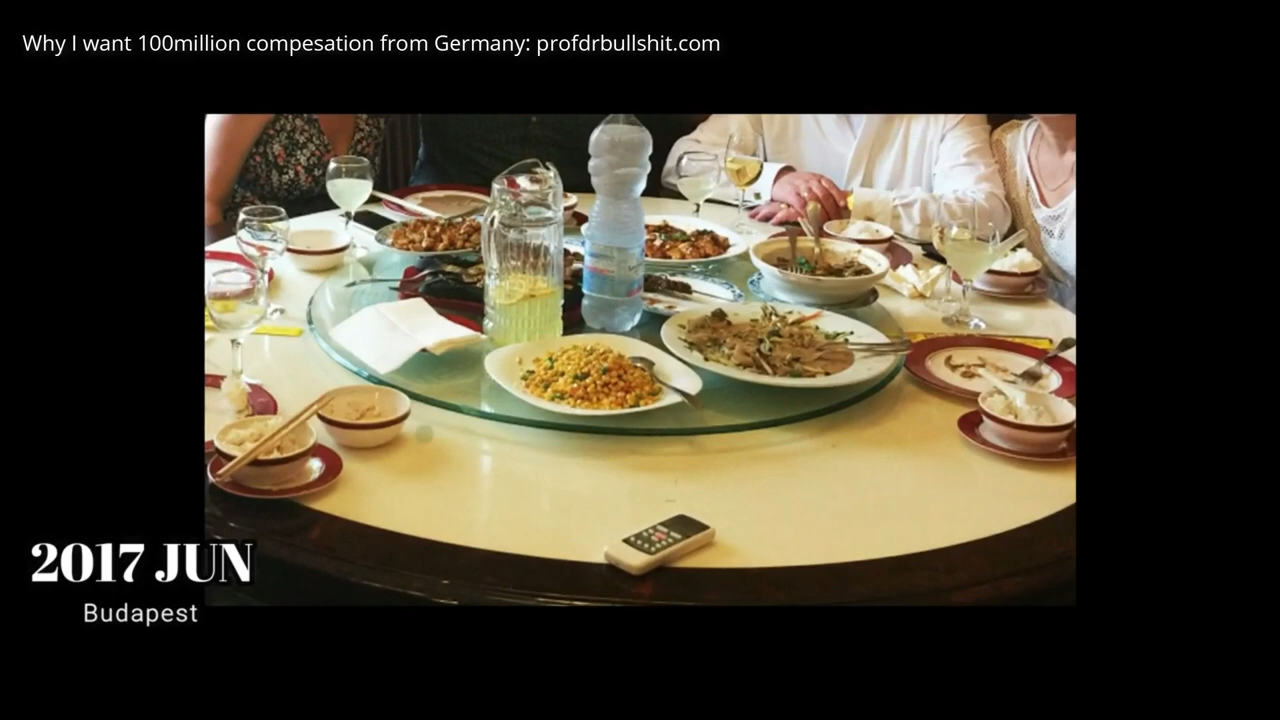 Why I want 100million compesation from Germany: profdrbullshit.com
2017 JUN
Budapest